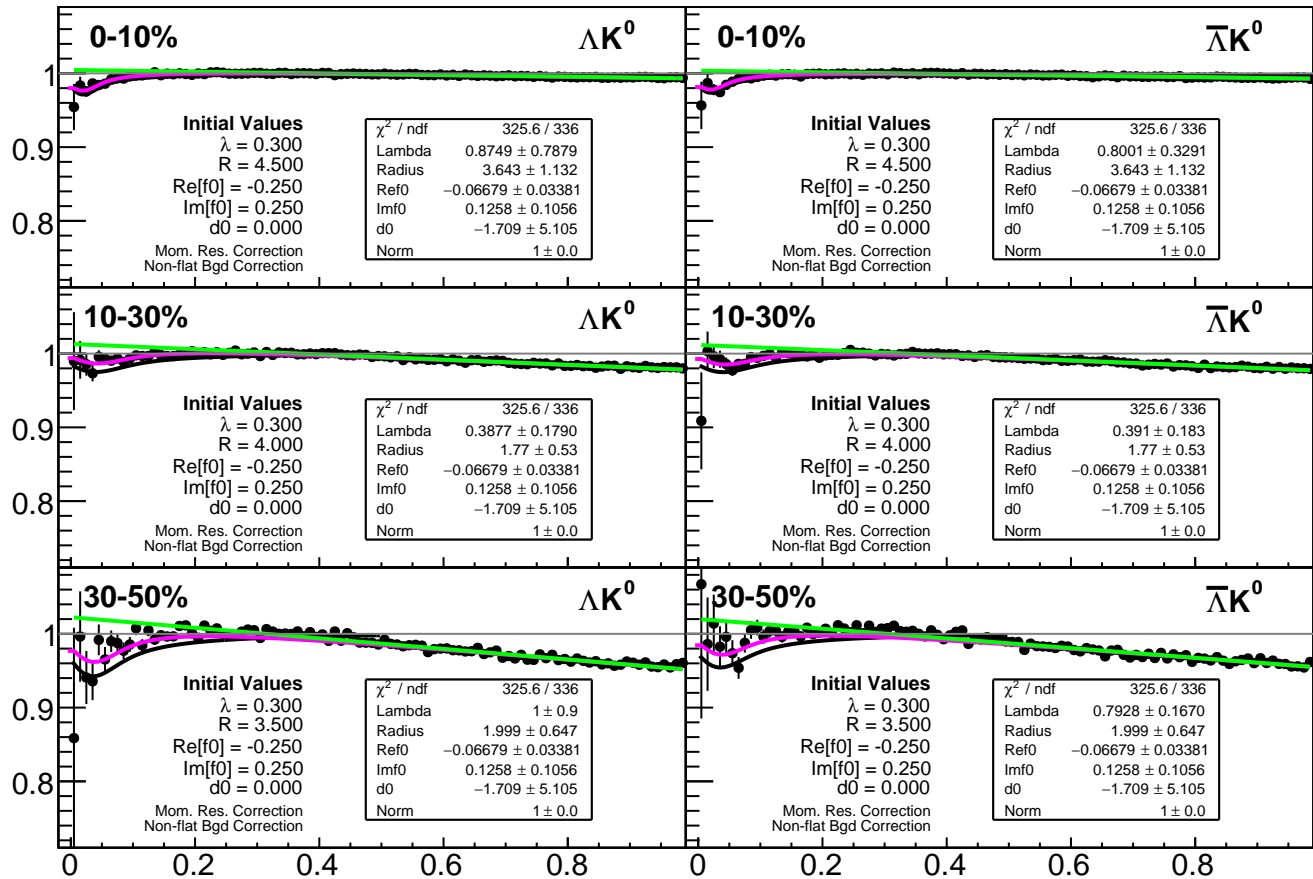 0-10% ΛK⁰
1
0.9
0.8
Initial Values
λ = 0.300
R = 4.500
Re[f0] = -0.250
Im[f0] = 0.250
d0 = 0.000
Mom. Res. Correction
Non-flat Bgd Correction
χ² / ndf 325.6 / 336
Lambda 0.8749 ± 0.7879
Radius 3.643 ± 1.132
Ref0 −0.06679 ± 0.03381
Imf0 0.1258 ± 0.1056
d0 −1.709 ± 5.105
Norm 1 ± 0.0
0-10% Λ̅K⁰
Initial Values
λ = 0.300
R = 4.500
Re[f0] = -0.250
Im[f0] = 0.250
d0 = 0.000
Mom. Res. Correction
Non-flat Bgd Correction
χ² / ndf 325.6 / 336
Lambda 0.8001 ± 0.3291
Radius 3.643 ± 1.132
Ref0 −0.06679 ± 0.03381
Imf0 0.1258 ± 0.1056
d0 −1.709 ± 5.105
Norm 1 ± 0.0
10-30% ΛK⁰
1
0.9
0.8
Initial Values
λ = 0.300
R = 4.000
Re[f0] = -0.250
Im[f0] = 0.250
d0 = 0.000
Mom. Res. Correction
Non-flat Bgd Correction
χ² / ndf 325.6 / 336
Lambda 0.3877 ± 0.1790
Radius 1.77 ± 0.53
Ref0 −0.06679 ± 0.03381
Imf0 0.1258 ± 0.1056
d0 −1.709 ± 5.105
Norm 1 ± 0.0
10-30% Λ̅K⁰
Initial Values
λ = 0.300
R = 4.000
Re[f0] = -0.250
Im[f0] = 0.250
d0 = 0.000
Mom. Res. Correction
Non-flat Bgd Correction
χ² / ndf 325.6 / 336
Lambda 0.391 ± 0.183
Radius 1.77 ± 0.53
Ref0 −0.06679 ± 0.03381
Imf0 0.1258 ± 0.1056
d0 −1.709 ± 5.105
Norm 1 ± 0.0
30-50% ΛK⁰
1
0.9
0.8
Initial Values
λ = 0.300
R = 3.500
Re[f0] = -0.250
Im[f0] = 0.250
d0 = 0.000
Mom. Res. Correction
Non-flat Bgd Correction
χ² / ndf 325.6 / 336
Lambda 1 ± 0.9
Radius 1.999 ± 0.647
Ref0 −0.06679 ± 0.03381
Imf0 0.1258 ± 0.1056
d0 −1.709 ± 5.105
Norm 1 ± 0.0
30-50% Λ̅K⁰
Initial Values
λ = 0.300
R = 3.500
Re[f0] = -0.250
Im[f0] = 0.250
d0 = 0.000
Mom. Res. Correction
Non-flat Bgd Correction
χ² / ndf 325.6 / 336
Lambda 0.7928 ± 0.1670
Radius 1.999 ± 0.647
Ref0 −0.06679 ± 0.03381
Imf0 0.1258 ± 0.1056
d0 −1.709 ± 5.105
Norm 1 ± 0.0
0 0.2 0.4 0.6 0.8 0 0.2 0.4 0.6 0.8